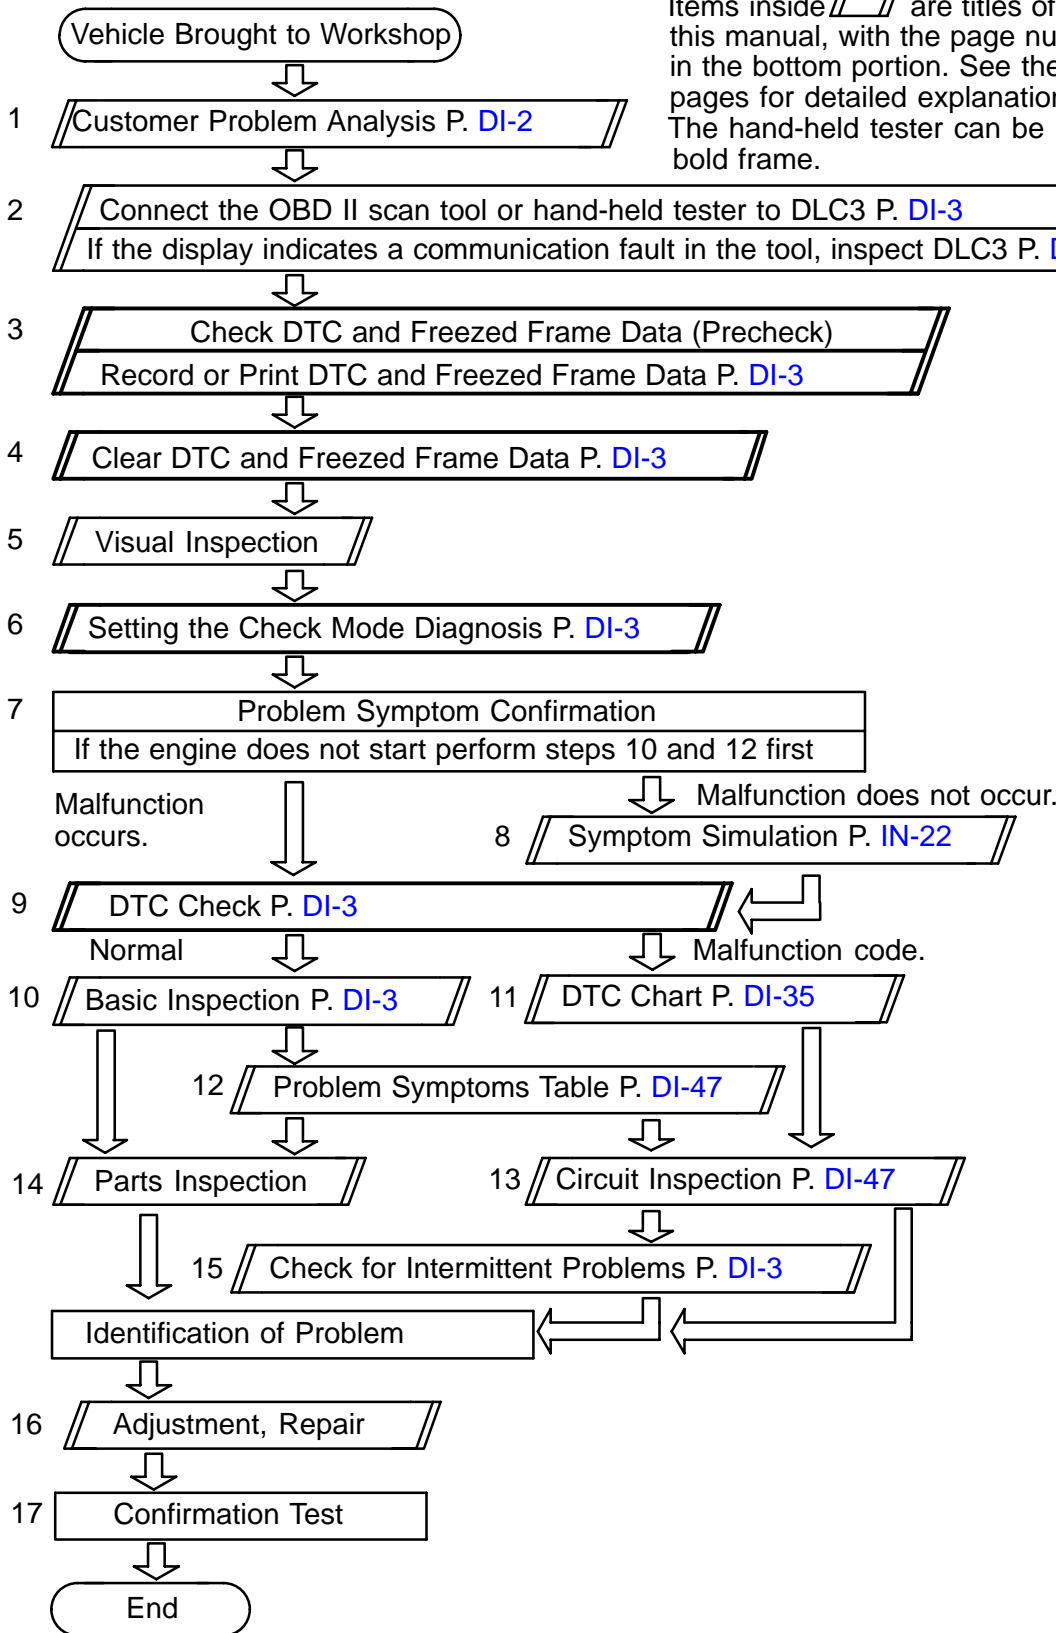 Vehicle Brought to Workshop
Items inside are titles of
this manual, with the page
in the bottom portion. See the
pages for detailed
The hand-held tester can be
bold frame.
1 Customer Problem Analysis P. DI-2
2 Connect the OBD II scan tool or hand-held tester to DLC3 P. DI-3
If the display indicates a communication fault in the tool, inspect DLC3 P.
3 Check DTC and Freezed Frame Data (Precheck)
Record or Print DTC and Freezed Frame Data P. DI-3
4 Clear DTC and Freezed Frame Data P. DI-3
5 Visual Inspection
6 Setting the Check Mode Diagnosis P. DI-3
7 Problem Symptom Confirmation
If the engine does not start perform steps 10 and 12 first
Malfunction
occurs.
Malfunction does not occur.
8 Symptom Simulation P. IN-22
9 DTC Check P. DI-3
Normal
Malfunction code.
10 Basic Inspection P. DI-3
11 DTC Chart P. DI-35
12 Problem Symptoms Table P. DI-47
14 Parts Inspection
13 Circuit Inspection P. DI-47
15 Check for Intermittent Problems P. DI-3
Identification of Problem
16 Adjustment, Repair
17 Confirmation Test
End